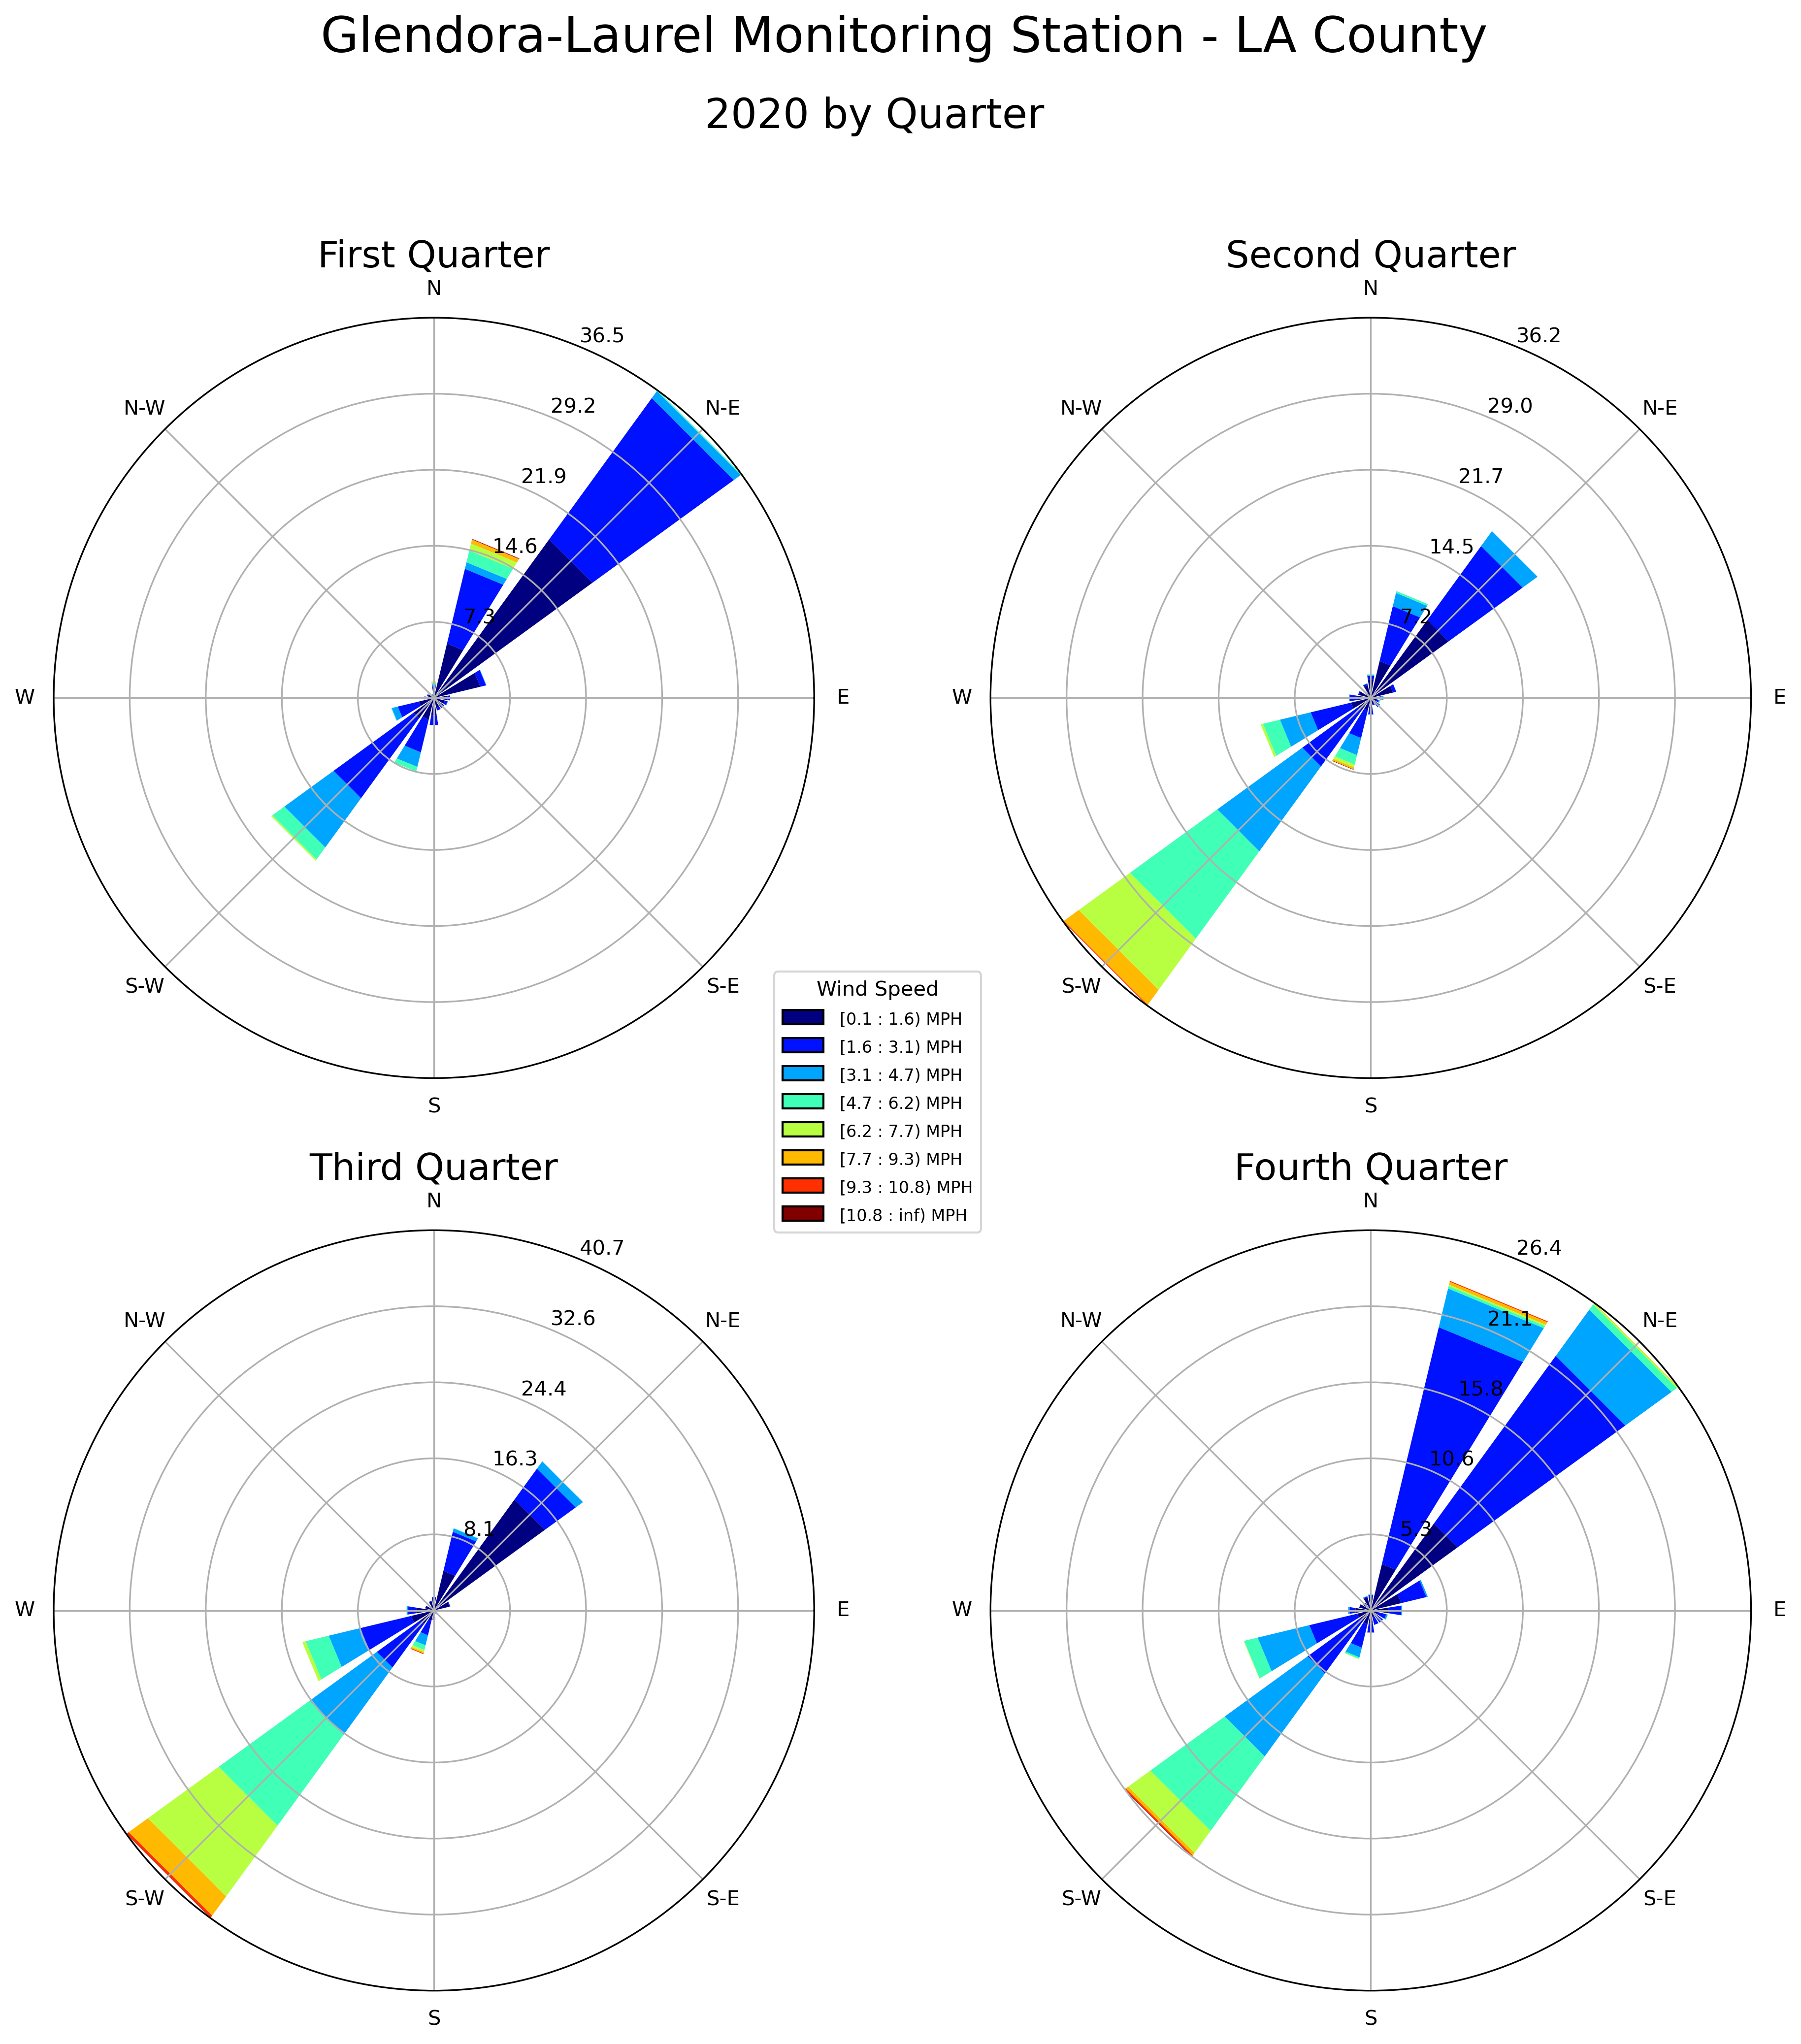 Glendora-Laurel Monitoring Station - LA County
2020 by Quarter
First Quarter
N
36.5
N-W
29.2
N-E
21.9
14.6
7.3
W
E
S-W
S-E
S
Second Quarter
N
36.2
N-W
29.0
N-E
21.7
14.5
7.2
W
E
S-W
S-E
S
Wind Speed
[0.1 : 1.6) MPH
[1.6 : 3.1) MPH
[3.1 : 4.7) MPH
[4.7 : 6.2) MPH
[6.2 : 7.7) MPH
[7.7 : 9.3) MPH
[9.3 : 10.8) MPH
[10.8 : inf) MPH
Third Quarter
N
40.7
N-W
32.6
N-E
24.4
16.3
8.1
W
E
S-W
S-E
S
Fourth Quarter
N
26.4
N-W
21.1
N-E
15.8
10.6
5.3
W
E
S-W
S-E
S